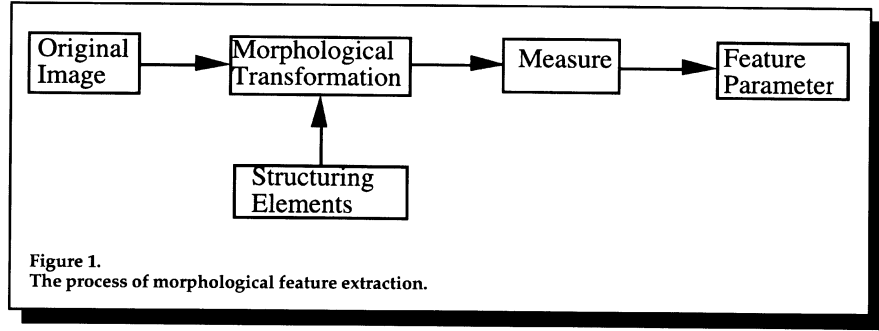 Original
Image
Morphological
Transformation
Measure
Feature
Parameter
Structuring
Elements
Figure 1.
The process of morphological feature extraction.